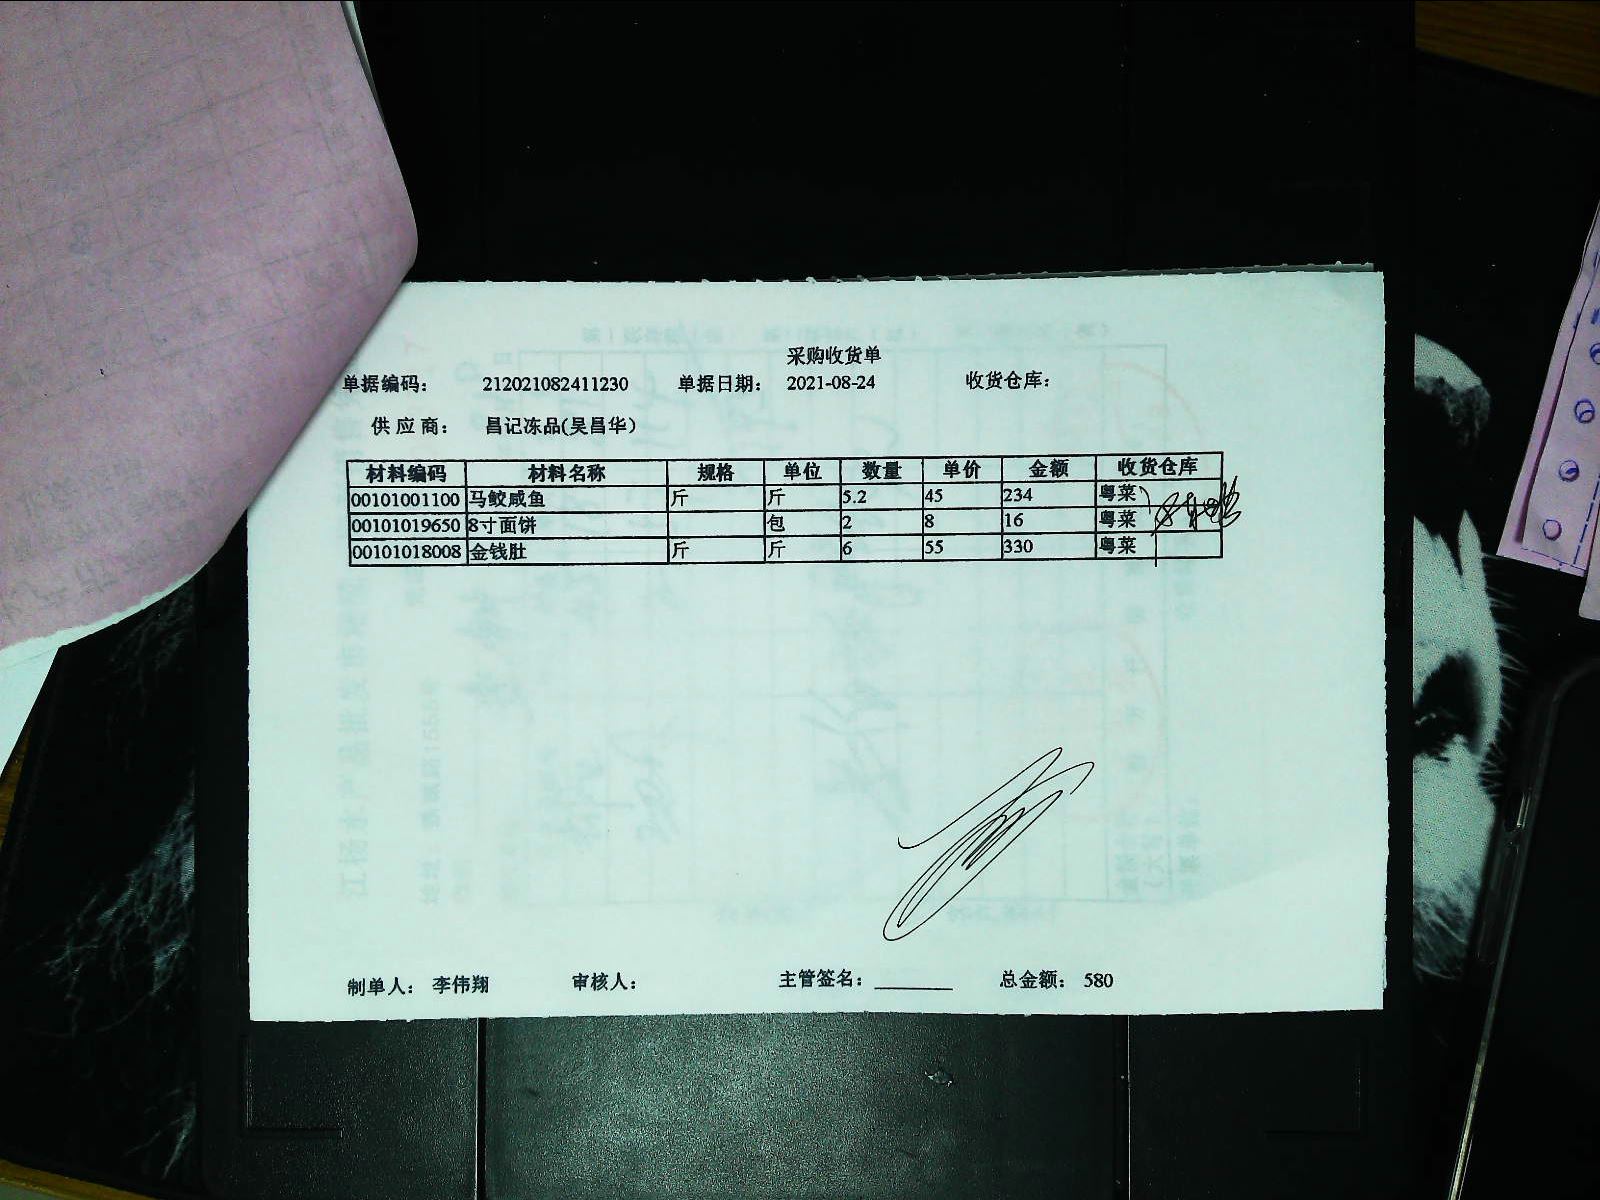 采购收货单
单据编码： 212021082411230 单据日期： 2021-08-24 收货仓库：
供应商： 昌记冻品(吴昌华)
材料编码 材料名称 规格 单位 数量 单价 金额 收货仓库
00101001100 马鲛咸鱼 斤 斤 5.2 45 234 粤菜
00101019650 8寸面饼 包 2 8 16 粤菜
00101018008 金钱肚 斤 斤 6 55 330 粤菜
制单人： 李伟翔 审核人： 主管签名： 总金额： 580